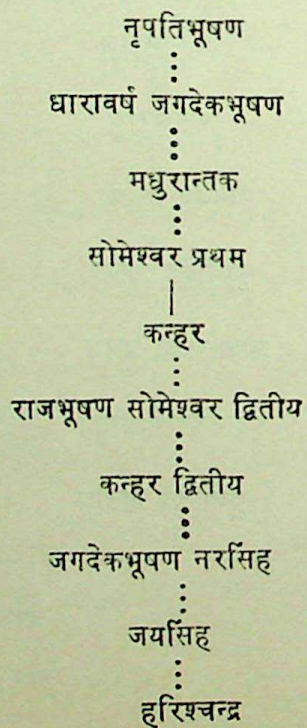 नृपतिभूषण
धारावर्ष जगदेकभूषण
मधुरान्तक
सोमेश्वर प्रथम
कन्हर
राजभूषण सोमेश्वर द्वितीय
कन्हर द्वितीय
जगदेकभूषण नरसिंह
जयसिंह
हरिश्चन्द्र